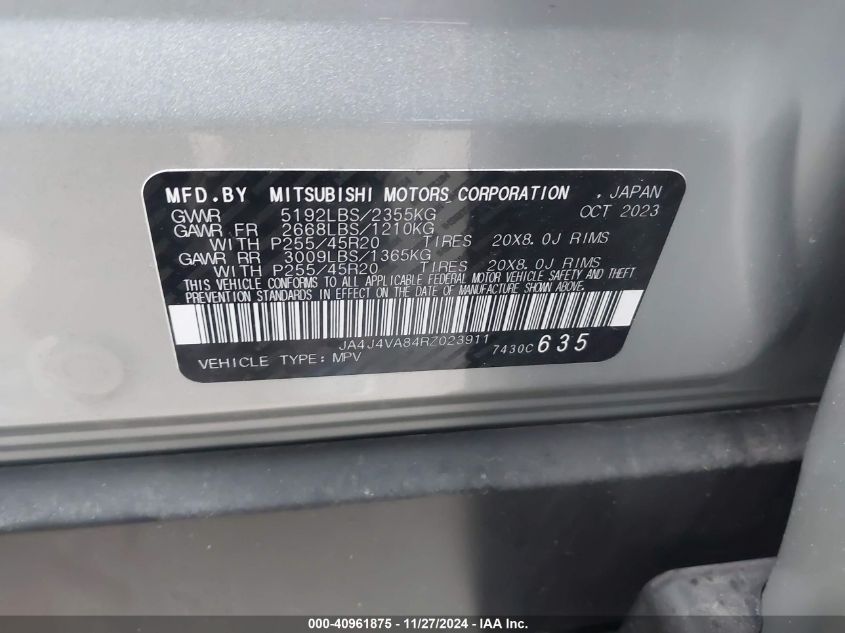 MFD.BY MITSUBISHI MOTORS CORPORATION , JAPAN
GVWR 5192LBS/2355KG OCT 2023
GAWR FR 2668LBS/1210KG
WITH P255/45R20 TIRES 20X8.0J RIMS
GAWR RR 3009LBS/1365KG
WITH P255/45R20 TIRES 20X8.0J RIMS
THIS VEHICLE CONFORMS TO ALL APPLICABLE FEDERAL MOTOR VEHICLE SAFETY AND THEFT
PREVENTION STANDARDS IN EFFECT ON THE DATE OF MANUFACTURE SHOWN ABOVE.
JA4J4VA84RZ023911 7430C 635
VEHICLE TYPE: MPV
000-40961875 - 11/27/2024 - IAA Inc.